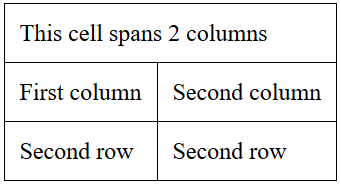 This cell spans 2 columns
First column Second column
Second row Second row